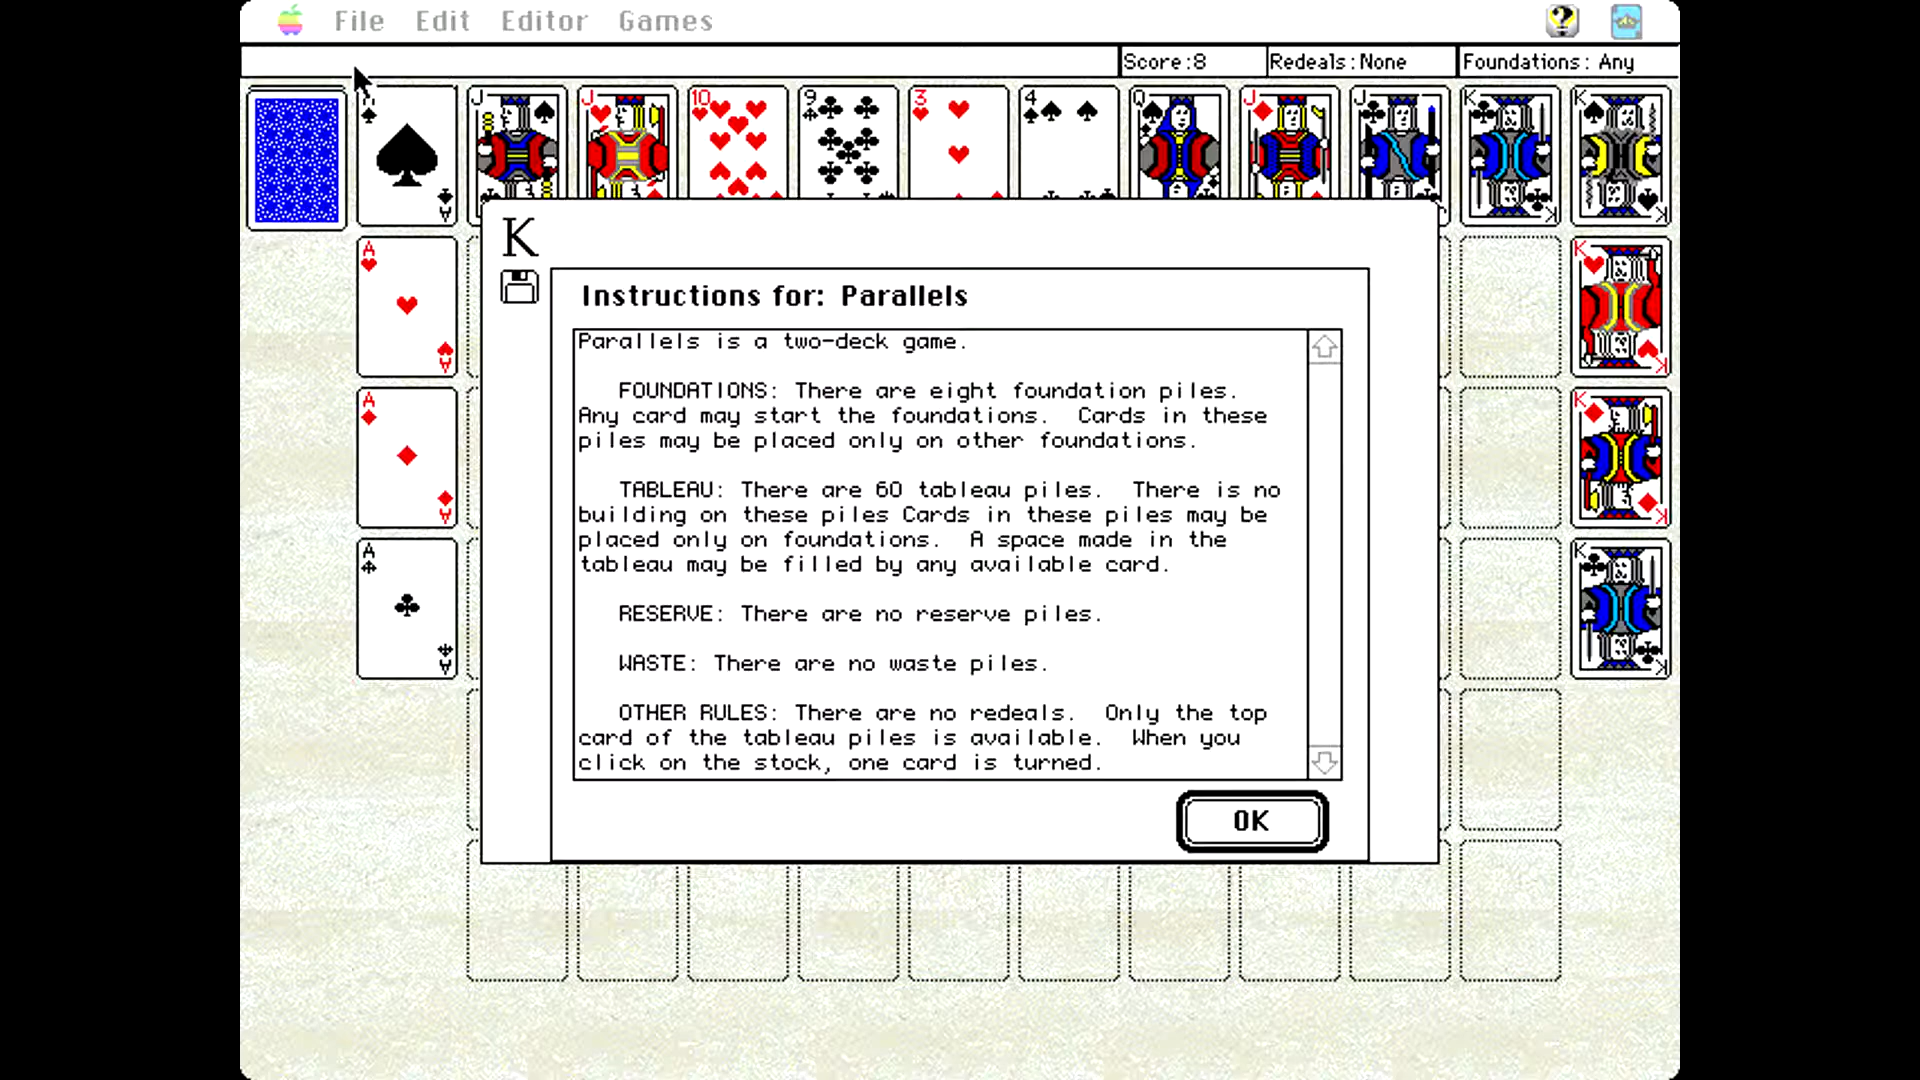 File Edit Editor Games
Score:8 Redeals:None Foundations: Any
J J 10 9 3 4 Q J J K K
A
A K
A
A K
A
A K
A
K
K
K
K
Instructions for: Parallels
Parallels is a two-deck game.
FOUNDATIONS: There are eight foundation piles.
Any card may start the foundations. Cards in these
piles may be placed only on other foundations.
TABLEAU: There are 60 tableau piles. There is no
building on these piles Cards in these piles may be
placed only on foundations. A space made in the
tableau may be filled by any available card.
RESERVE: There are no reserve piles.
WASTE: There are no waste piles.
OTHER RULES: There are no redeals. Only the top
card of the tableau piles is available. When you
click on the stock, one card is turned.
OK